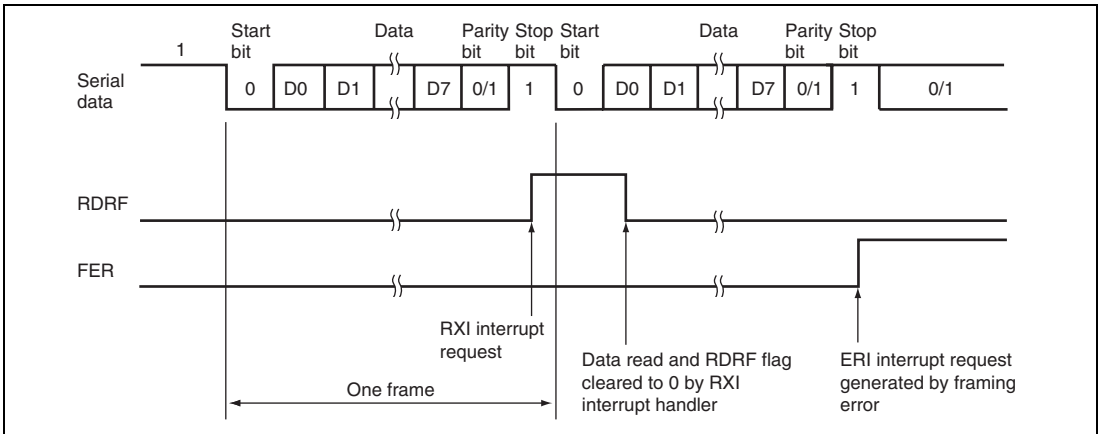 Start bit
Data
Parity bit
Stop bit
Start bit
Data
Parity bit
Stop bit
1
Serial data
0 D0 D1 D7 0/1 1 0 D0 D1 D7 0/1 1 0/1
RDRF
FER
RXI interrupt
request
Data read and RDRF flag
cleared to 0 by RXI
interrupt handler
ERI interrupt request
generated by framing
error
One frame